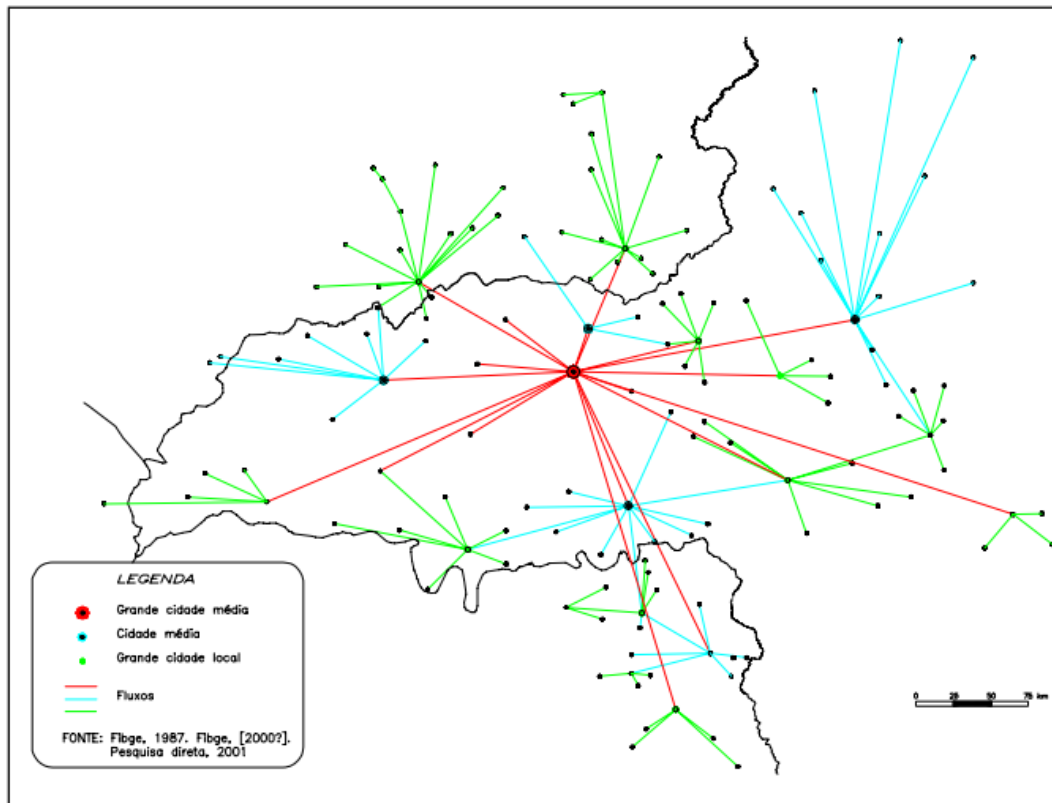 LEGENDA
Grande cidade média
Cidade média
Grande cidade local
Fluxos
FONTE: FIbge, 1987. FIbge, [2000?].
Pesquisa direta, 2001
0 25 50 75 km